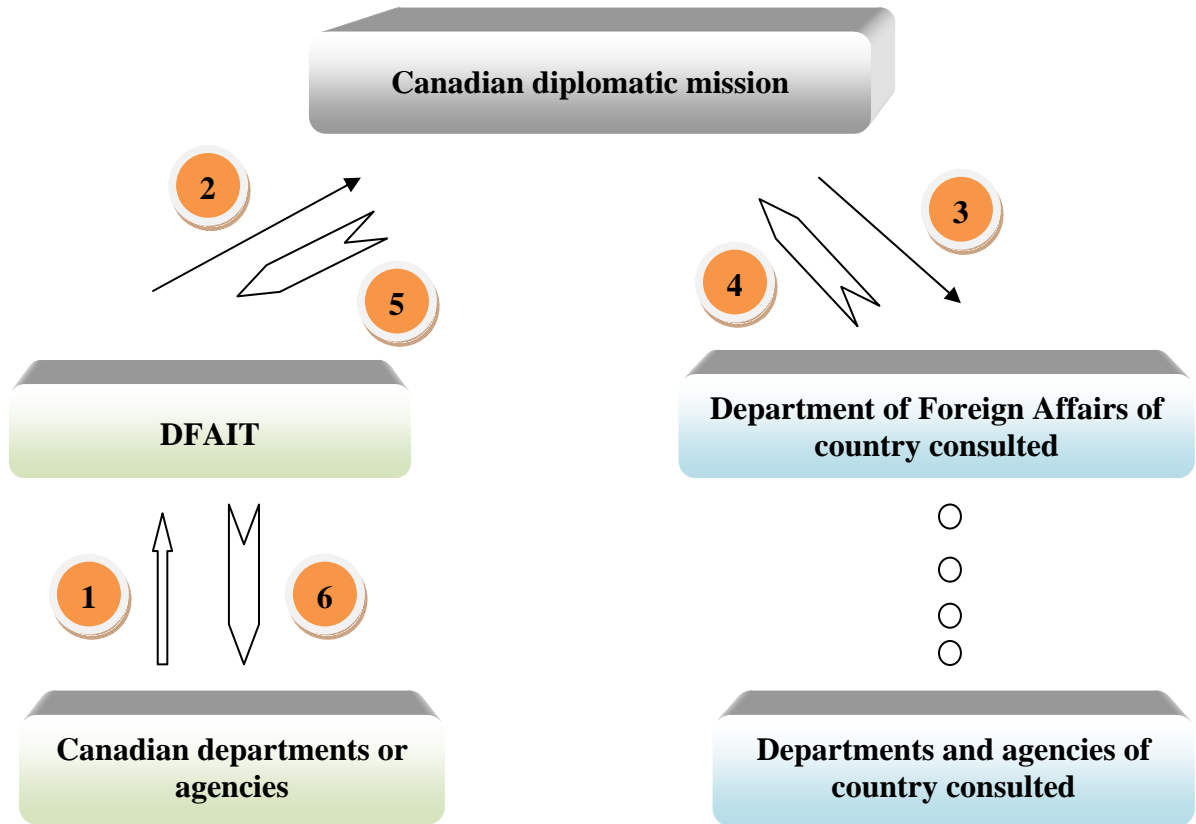 Canadian diplomatic mission
2
3
4
5
DFAIT
Department of Foreign Affairs of
country consulted
1
6
Canadian departments or
agencies
Departments and agencies of
country consulted